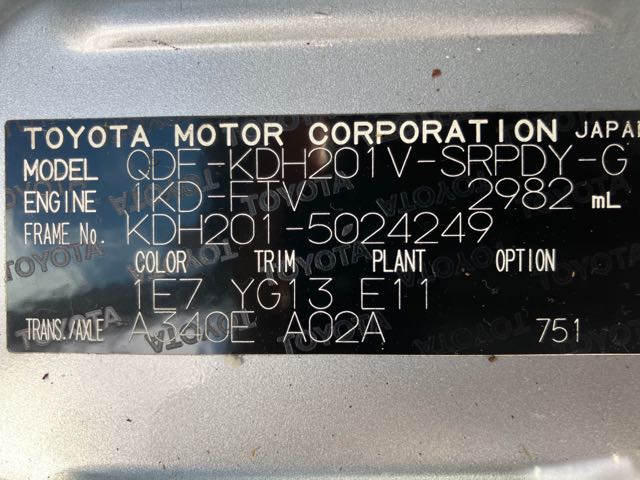 TOYOTA MOTOR CORPORATION JAPAN
MODEL QDF-KDH201V-SRPDY-G
ENGINE 1KD-FTV 2982 mL
FRAME No. KDH201-5024249
COLOR TRIM PLANT OPTION
1E7 YG13 E11
TRANS./AXLE A340E A02A 751